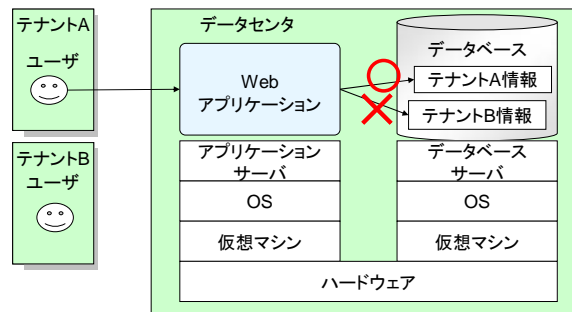 テナントA
ユーザ
テナントB
ユーザ
データセンタ
Web
アプリケーション
データベース
テナントA情報
テナントB情報
アプリケーション
サーバ
データベース
サーバ
OS
OS
仮想マシン
仮想マシン
ハードウェア